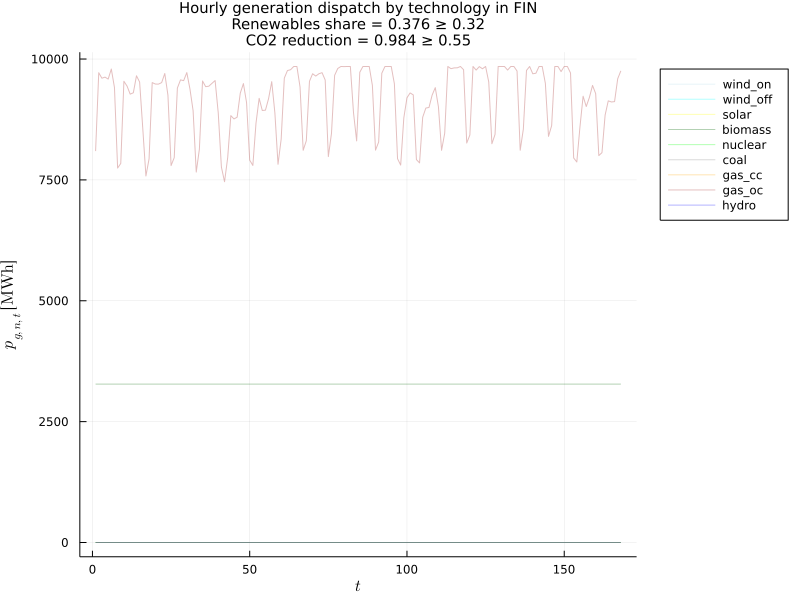 Hourly generation dispatch by technology in FIN
Renewables share = 0.376 ≥ 0.32
CO2 reduction = 0.984 ≥ 0.55
10000
7500
5000
2500
0
p g, n, t [MWh]
0
50
100
150
t
wind_on
wind_off
solar
biomass
nuclear
coal
gas_cc
gas_oc
hydro